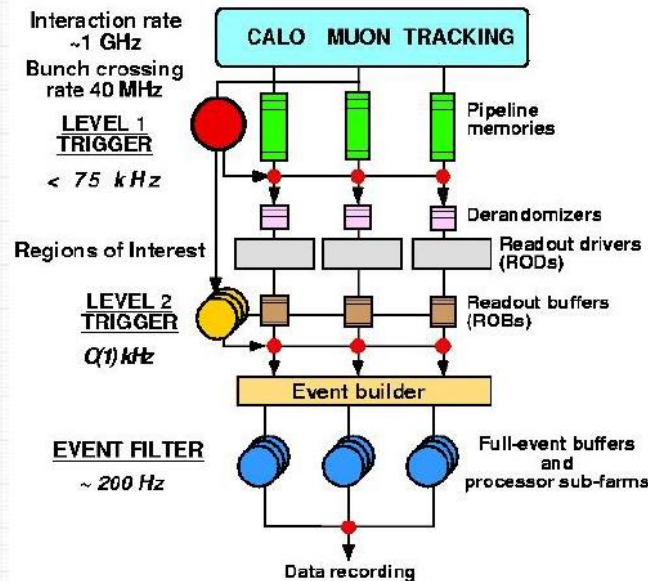 Interaction rate
~1 GHz
CALO MUON TRACKING
Bunch crossing
rate 40 MHz
LEVEL 1
TRIGGER
< 75 kHz
Pipeline
memories
Derandomizers
Regions of Interest
Readout drivers
(RODs)
LEVEL 2
TRIGGER
O(1) kHz
Readout buffers
(ROBs)
Event builder
EVENT FILTER
~ 200 Hz
Full-event buffers
and
processor sub-farms
Data recording